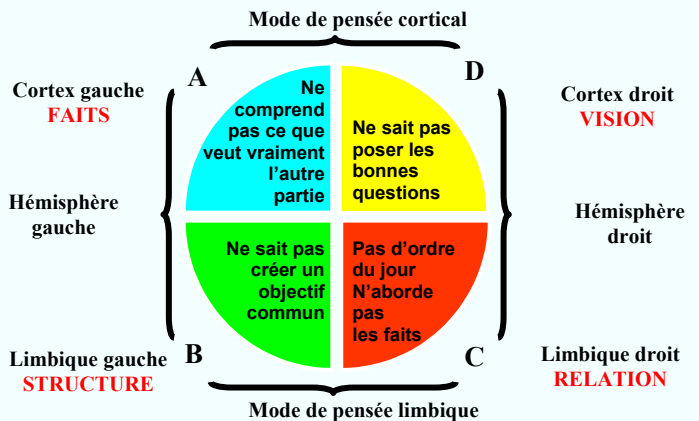 Mode de pensée cortical
A
D
Cortex gauche
FAITS
Ne
comprend
pas ce que
veut vraiment
l'autre
partie
Ne sait pas
poser les
bonnes
questions
Cortex droit
VISION
Hémisphère
gauche
Hémisphère
droit
Ne sait pas
créer un
objectif
commun
Pas d'ordre
du jour
N'aborde
pas
les faits
B
C
Limbique gauche
STRUCTURE
Limbique droit
RELATION
Mode de pensée limbique